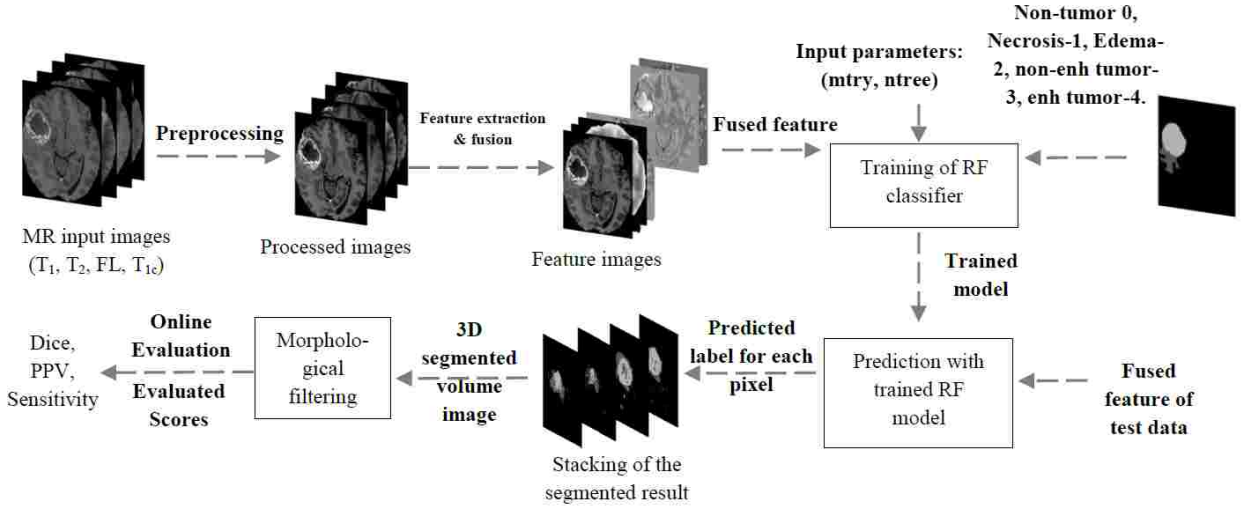 Preprocessing
MR input images
(T₁, T₂, FL, T₁c)
Processed images
Feature extraction
& fusion
Feature images
Fused feature
Input parameters:
(mtry, ntree)
Non-tumor 0,
Necrosis-1, Edema-
2, non-enh tumor-
3, enh tumor-4.
Training of RF
classifier
Trained
model
Prediction with
trained RF
model
Fused
feature of
test data
Predicted
label for each
pixel
Stacking of the
segmented result
3D
segmented
volume
image
Morpholo-
gical
filtering
Online
Evaluation
Evaluated
Scores
Dice,
PPV,
Sensitivity